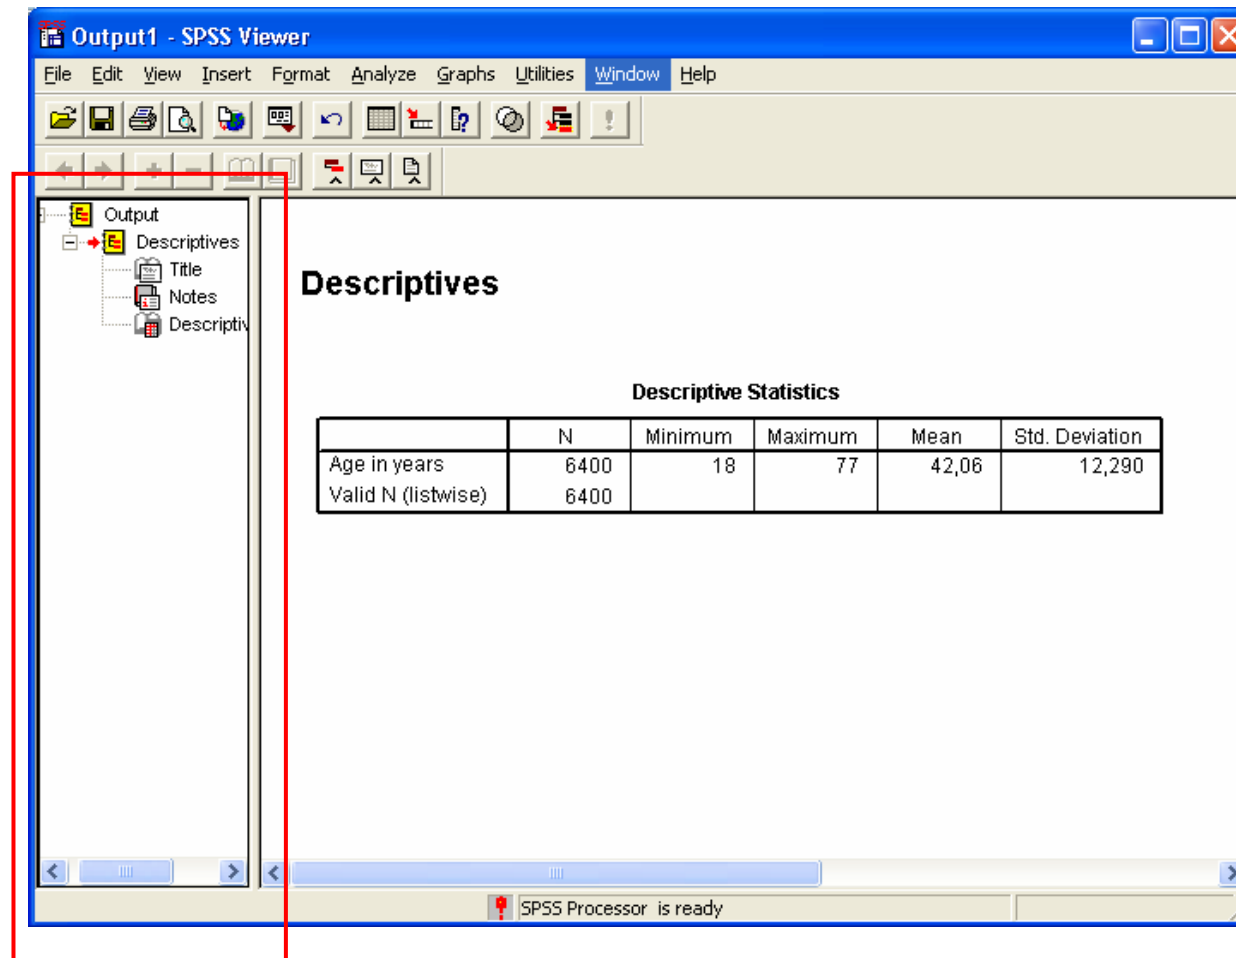 Output1 - SPSS Viewer
File Edit View Insert Format Analyze Graphs Utilities Window Help
Output
Descriptives
Title
Notes
Descriptiv
Descriptives
Descriptive Statistics
N Minimum Maximum Mean Std. Deviation
Age in years 6400 18 77 42,06 12,290
Valid N (listwise) 6400
SPSS Processor is ready